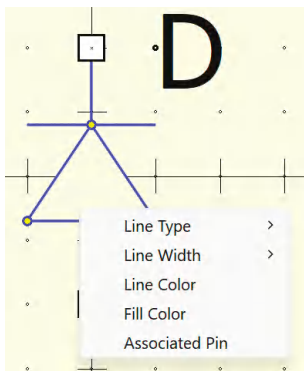 D
Line Type
Line Width
Line Color
Fill Color
Associated Pin